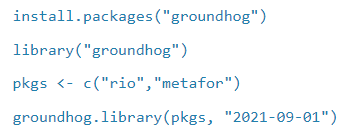 install.packages("groundhog")
library("groundhog")
pkgs <- c("rio","metafor")
groundhog.library(pkgs, "2021-09-01")